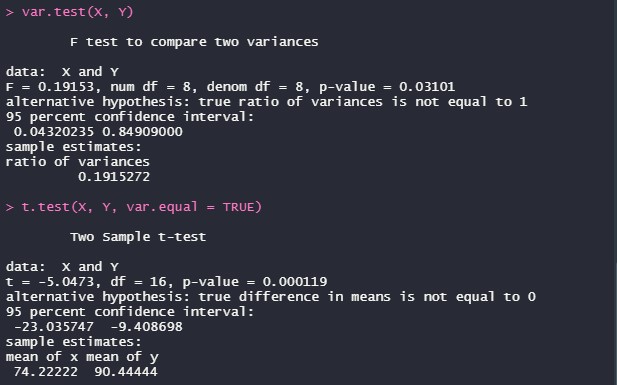 > var.test(X, Y)
F test to compare two variances
data:  X and Y
F = 0.19153, num df = 8, denom df = 8, p-value = 0.03101
alternative hypothesis: true ratio of variances is not equal to 1
95 percent confidence interval:
0.04320235 0.84909000
sample estimates:
ratio of variances
0.1915272
> t.test(X, Y, var.equal = TRUE)
Two Sample t-test
data:  X and Y
t = -5.0473, df = 16, p-value = 0.000119
alternative hypothesis: true difference in means is not equal to 0
95 percent confidence interval:
-23.035747  -9.408698
sample estimates:
mean of x mean of y
74.22222  90.44444